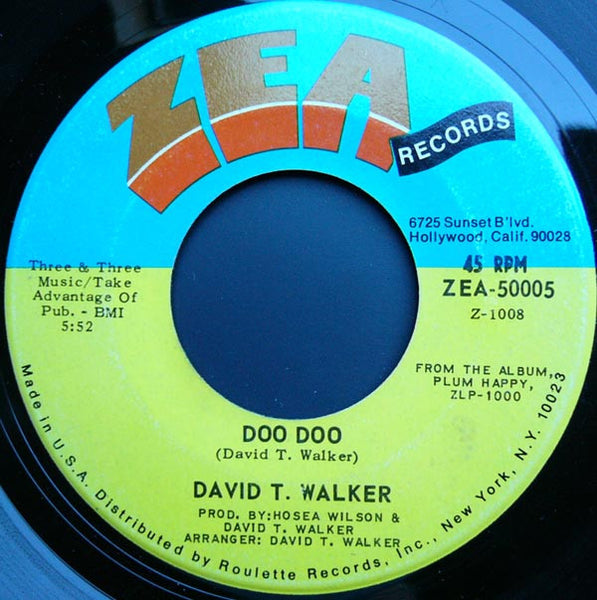 ZEA
RECORDS
6725 Sunset B'lvd.
Hollywood, Calif. 90028
Three & Three
Music/Take
Advantage Of
Pub. - BMI
5:52
45 RPM
ZEA-50005
Z-1008
FROM THE ALBUM,
PLUM HAPPY,
ZLP-1000
DOO DOO
(David T. Walker)
DAVID T. WALKER
PROD. BY:HOSEA WILSON &
DAVID T. WALKER
ARRANGER: DAVID T. WALKER
Made in U.S.A. Distributed by Roulette Records, Inc., New York, N.Y. 10023